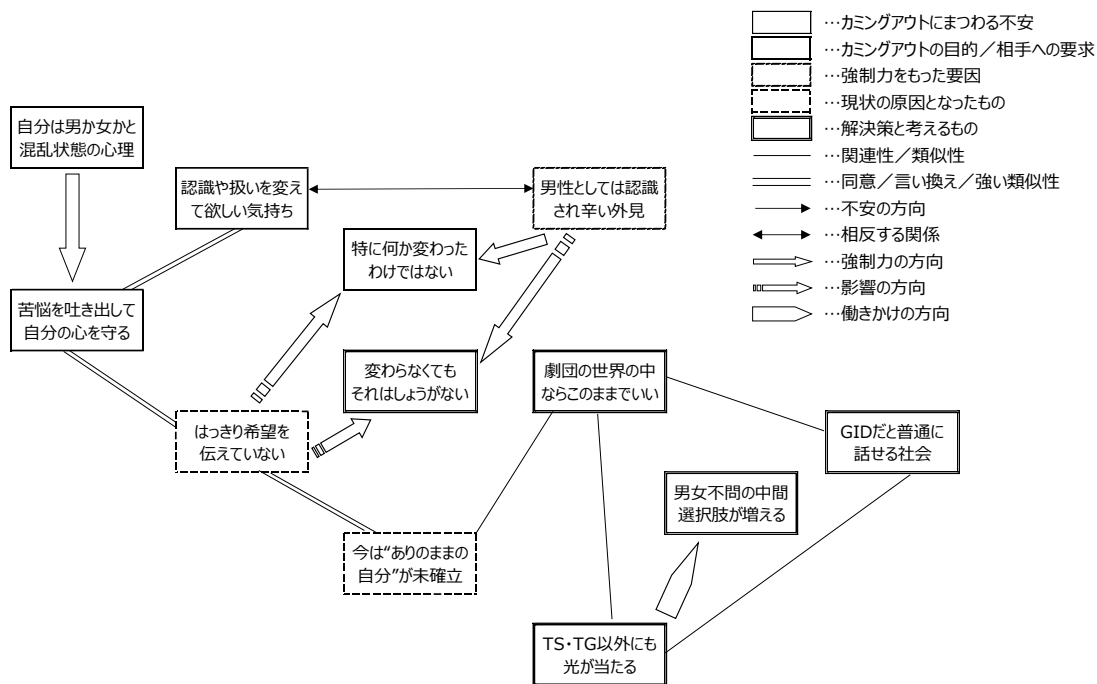 …カミングアウトにまつわる不安
…カミングアウトの目的／相手への要求
…強制力をもった要因
…現状の原因となったもの
…解決策と考えるもの
…関連性／類似性
…同意／言い換え／強い類似性
…不安の方向
…相反する関係
…強制力の方向
…影響の方向
…働きかけの方向
自分は男か女かと
混乱状態の心理
認識や扱いを変え
て欲しい気持ち
男性としては認識
され辛い外見
特に何か変わった
わけではない
苦悩を吐き出して
自分の心を守る
変わらなくても
それはしょうがない
劇団の世界の中
ならこのままでいい
はっきり希望を
伝えていない
GIDだと普通に
話せる社会
男女不問の中間
選択肢が増える
今は“ありのままの
自分”が未確立
TS・TG以外にも
光が当たる